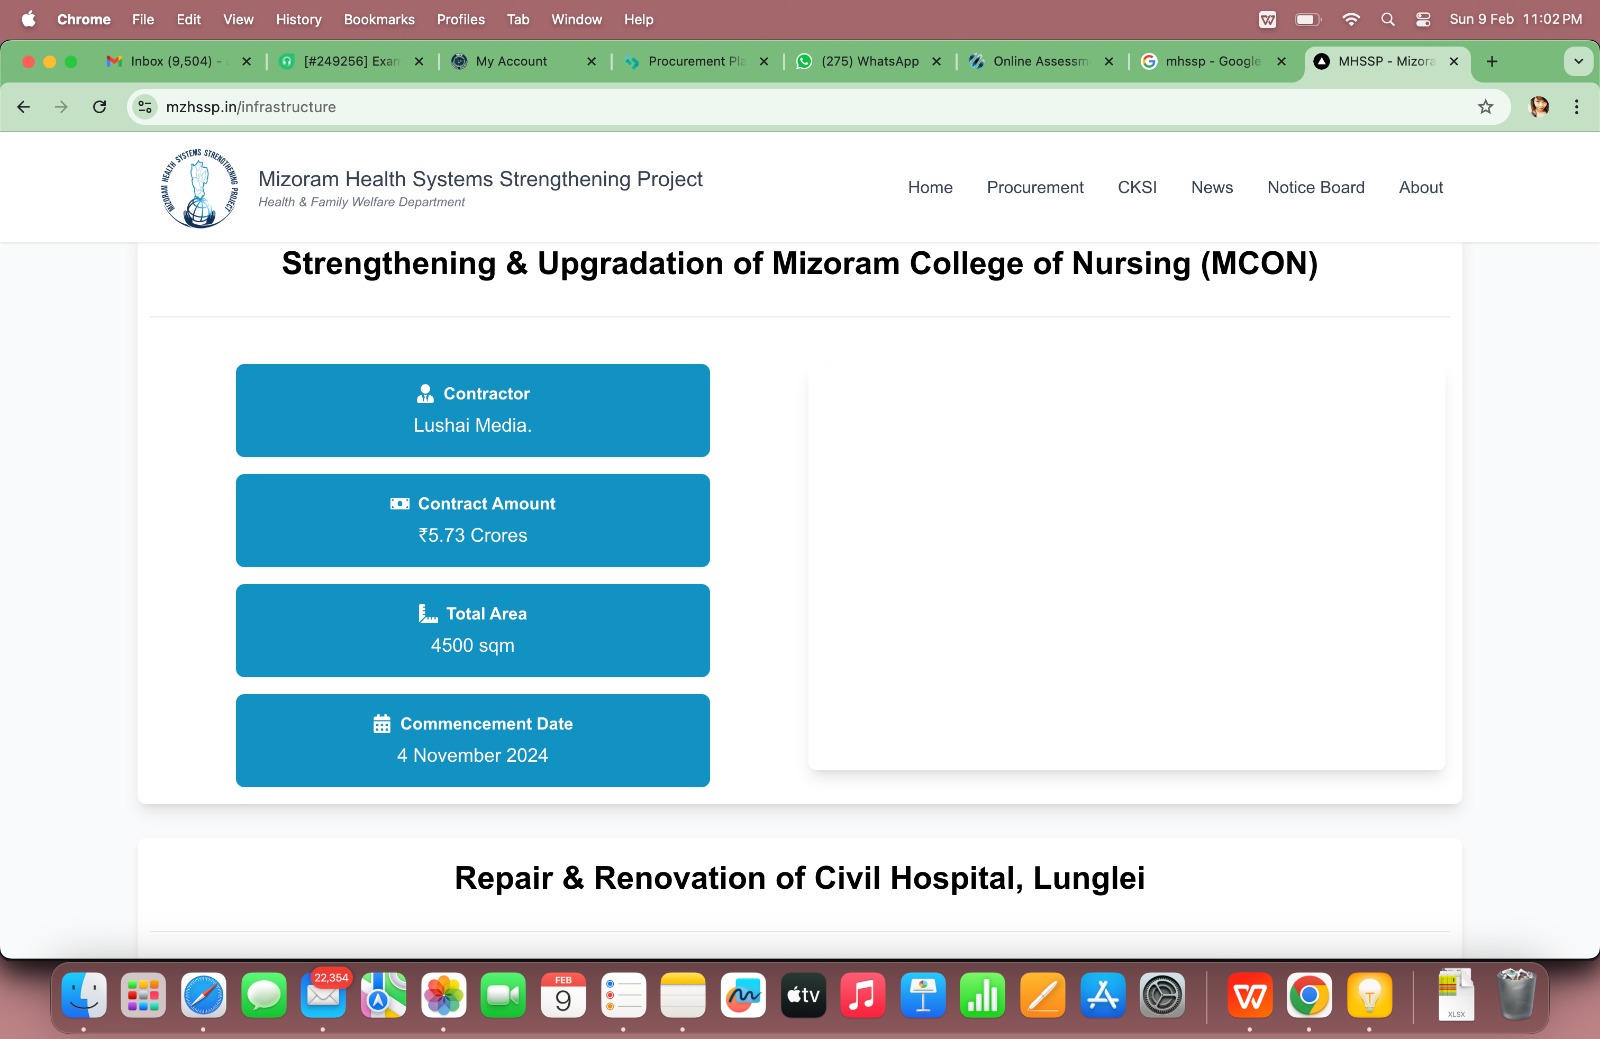 Chrome File Edit View History Bookmarks Profiles Tab Window Help Sun 9 Feb 11:02 PM
Inbox (9,504) - [#249256] Exan My Account Procurement Pla (275) WhatsApp Online Assessm mhssp - Google MHSSP - Mizora
mzhssp.in/infrastructure
MIZORAM HEALTH SYSTEMS STRENGTHENING PROJECT
Mizoram Health Systems Strengthening Project
Health & Family Welfare Department
Home Procurement CKSI News Notice Board About
Strengthening & Upgradation of Mizoram College of Nursing (MCON)
Contractor
Lushai Media.
Contract Amount
₹5.73 Crores
Total Area
4500 sqm
Commencement Date
4 November 2024
Repair & Renovation of Civil Hospital, Lunglei
22,354
FEB
9
tv
XLSX